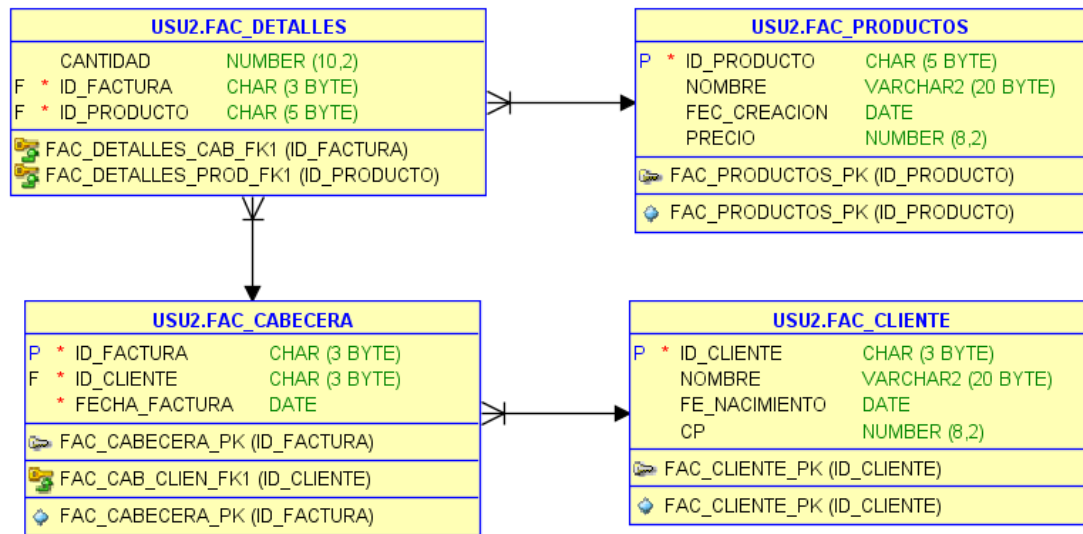 USU2.FAC_DETALLES
CANTIDAD NUMBER (10,2)
F * ID_FACTURA CHAR (3 BYTE)
F * ID_PRODUCTO CHAR (5 BYTE)
FAC_DETALLES_CAB_FK1 (ID_FACTURA)
FAC_DETALLES_PROD_FK1 (ID_PRODUCTO)
USU2.FAC_PRODUCTOS
P * ID_PRODUCTO CHAR (5 BYTE)
NOMBRE VARCHAR2 (20 BYTE)
FEC_CREACION DATE
PRECIO NUMBER (8,2)
FAC_PRODUCTOS_PK (ID_PRODUCTO)
FAC_PRODUCTOS_PK (ID_PRODUCTO)
USU2.FAC_CABECERA
P * ID_FACTURA CHAR (3 BYTE)
F * ID_CLIENTE CHAR (3 BYTE)
* FECHA_FACTURA DATE
FAC_CABECERA_PK (ID_FACTURA)
FAC_CAB_CLIEN_FK1 (ID_CLIENTE)
FAC_CABECERA_PK (ID_FACTURA)
USU2.FAC_CLIENTE
P * ID_CLIENTE CHAR (3 BYTE)
NOMBRE VARCHAR2 (20 BYTE)
FE_NACIMIENTO DATE
CP NUMBER (8,2)
FAC_CLIENTE_PK (ID_CLIENTE)
FAC_CLIENTE_PK (ID_CLIENTE)